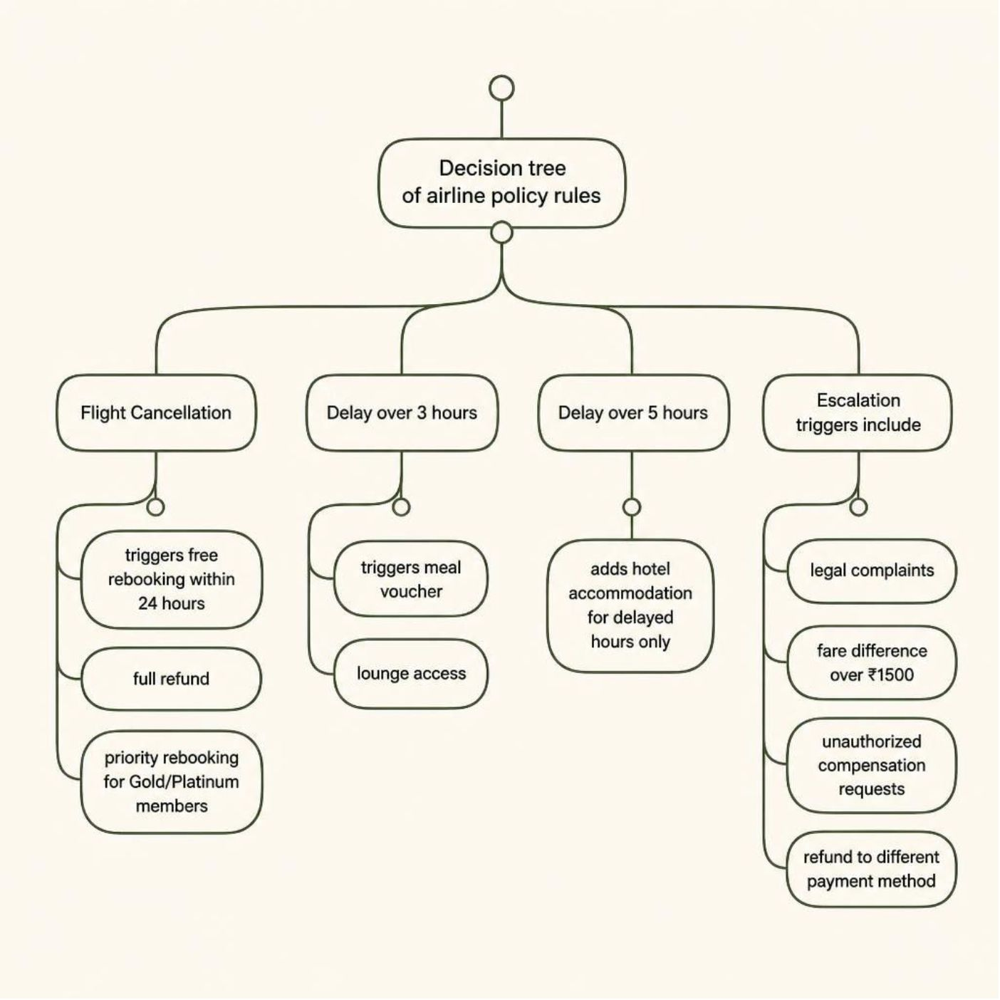 Decision tree
of airline policy rules
Flight Cancellation
triggers free
rebooking within
24 hours
full refund
priority rebooking
for Gold/Platinum
members
Delay over 3 hours
triggers meal
voucher
lounge access
Delay over 5 hours
adds hotel
accommodation
for delayed
hours only
Escalation
triggers include
legal complaints
fare difference
over ₹1500
unauthorized
compensation
requests
refund to different
payment method